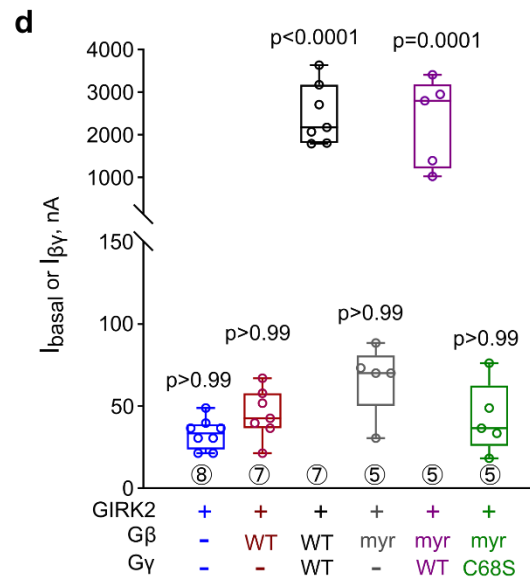 d
p<0.0001
p=0.0001
4000
3000
2000
1000
150
100
50
0
I basal or I βγ, nA
p>0.99
p>0.99
p>0.99
p>0.99
⑧ ⑦ ⑦ ⑤ ⑤ ⑤
GIRK2 + + + + + +
Gβ - WT WT myr myr myr
Gγ - - WT - WT C68S